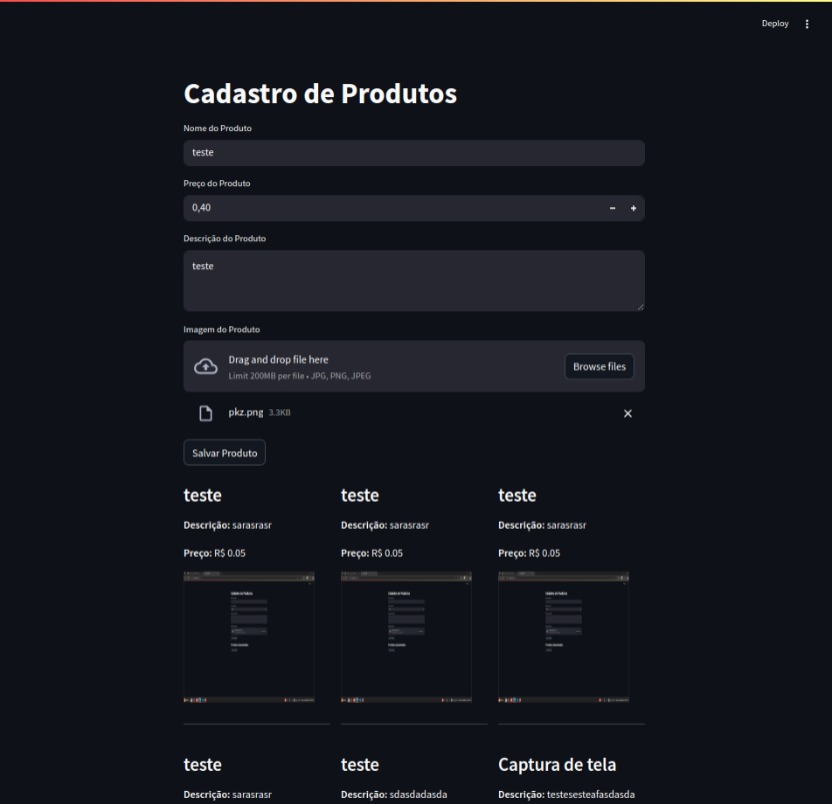 Deploy
Cadastro de Produtos
Nome do Produto
teste
Preço do Produto
0,40
Descrição do Produto
teste
Imagem do Produto
Drag and drop file here
Limit 200MB per file • JPG, PNG, JPEG
Browse files
pkz.png 3.3KB
Salvar Produto
teste teste teste
Descrição: sarasrasr Descrição: sarasrasr Descrição: sarasrasr
Preço: R$ 0.05 Preço: R$ 0.05 Preço: R$ 0.05
teste teste Captura de tela
Descrição: sarasrasr Descrição: sdasdadasda Descrição: testesesteafasdasda